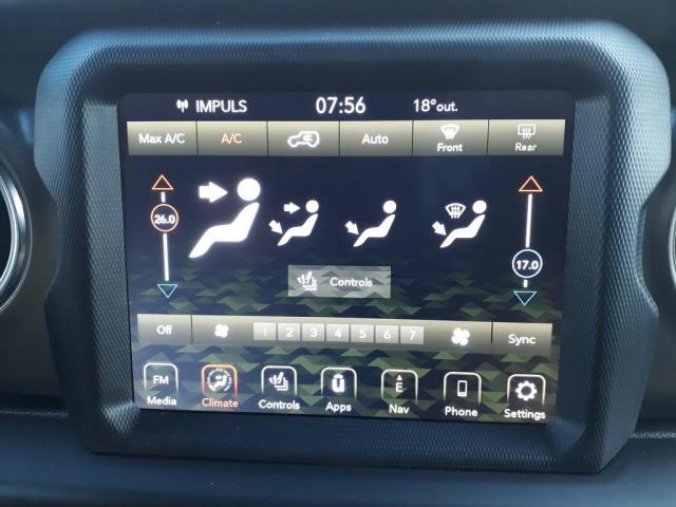 IMPULS 07:56 18°out.
Max A/C A/C Auto Front Rear
26.0
17.0
Controls
Off 1 2 3 4 5 6 7 Sync
FM E
Media Climate Controls Apps Nav Phone Settings